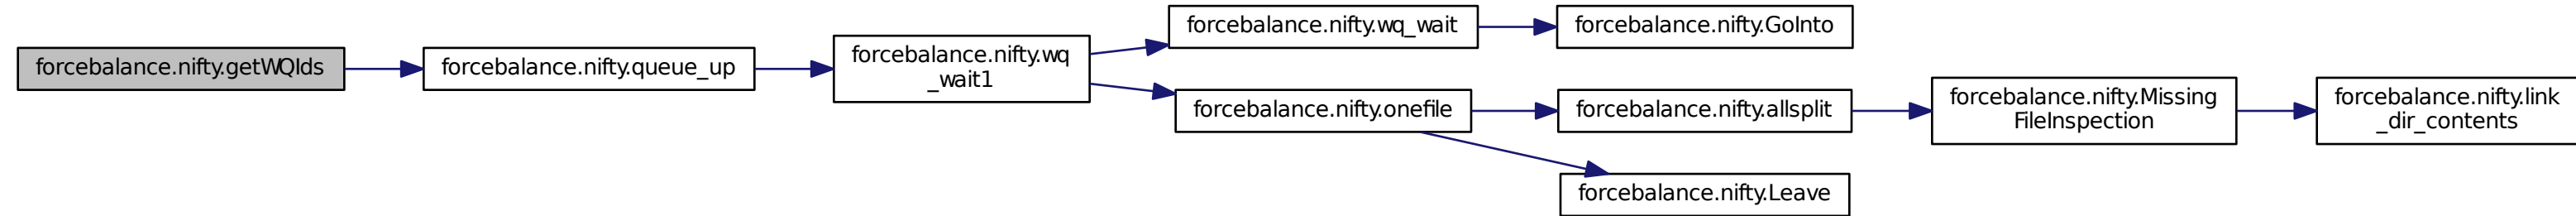 forcebalance.nifty.getWQIds
forcebalance.nifty.queue_up
forcebalance.nifty.wq
_wait1
forcebalance.nifty.wq_wait
forcebalance.nifty.GoInto
forcebalance.nifty.onefile
forcebalance.nifty.allsplit
forcebalance.nifty.Missing
FileInspection
forcebalance.nifty.link
_dir_contents
forcebalance.nifty.Leave